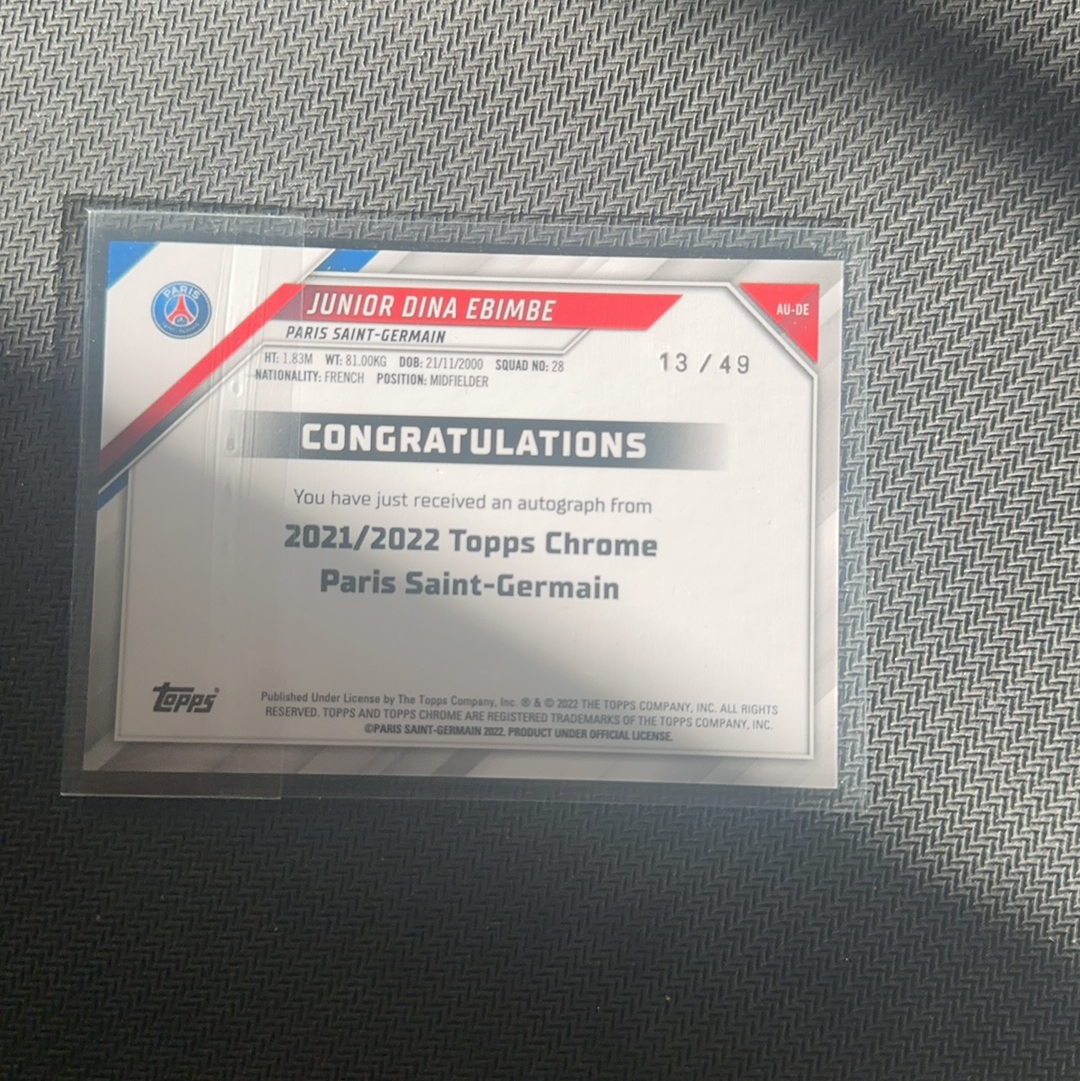 PARIS
JUNIOR DINA EBIMBE
AU-DE
PARIS SAINT-GERMAIN
HT: 1.83M WT: 81.00KG DOB: 21/11/2000 SQUAD NO: 28
NATIONALITY: FRENCH POSITION: MIDFIELDER
13/49
CONGRATULATIONS
You have just received an autograph from
2021/2022 Topps Chrome
Paris Saint-Germain
Topps®
Published Under License by The Topps Company, Inc. ® & © 2022 THE TOPPS COMPANY, INC. ALL RIGHTS
RESERVED. TOPPS AND TOPPS CHROME ARE REGISTERED TRADEMARKS OF THE TOPPS COMPANY, INC.
©PARIS SAINT-GERMAIN 2022. PRODUCT UNDER OFFICIAL LICENSE.